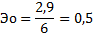 Эо = 2,9/6 = 0,5